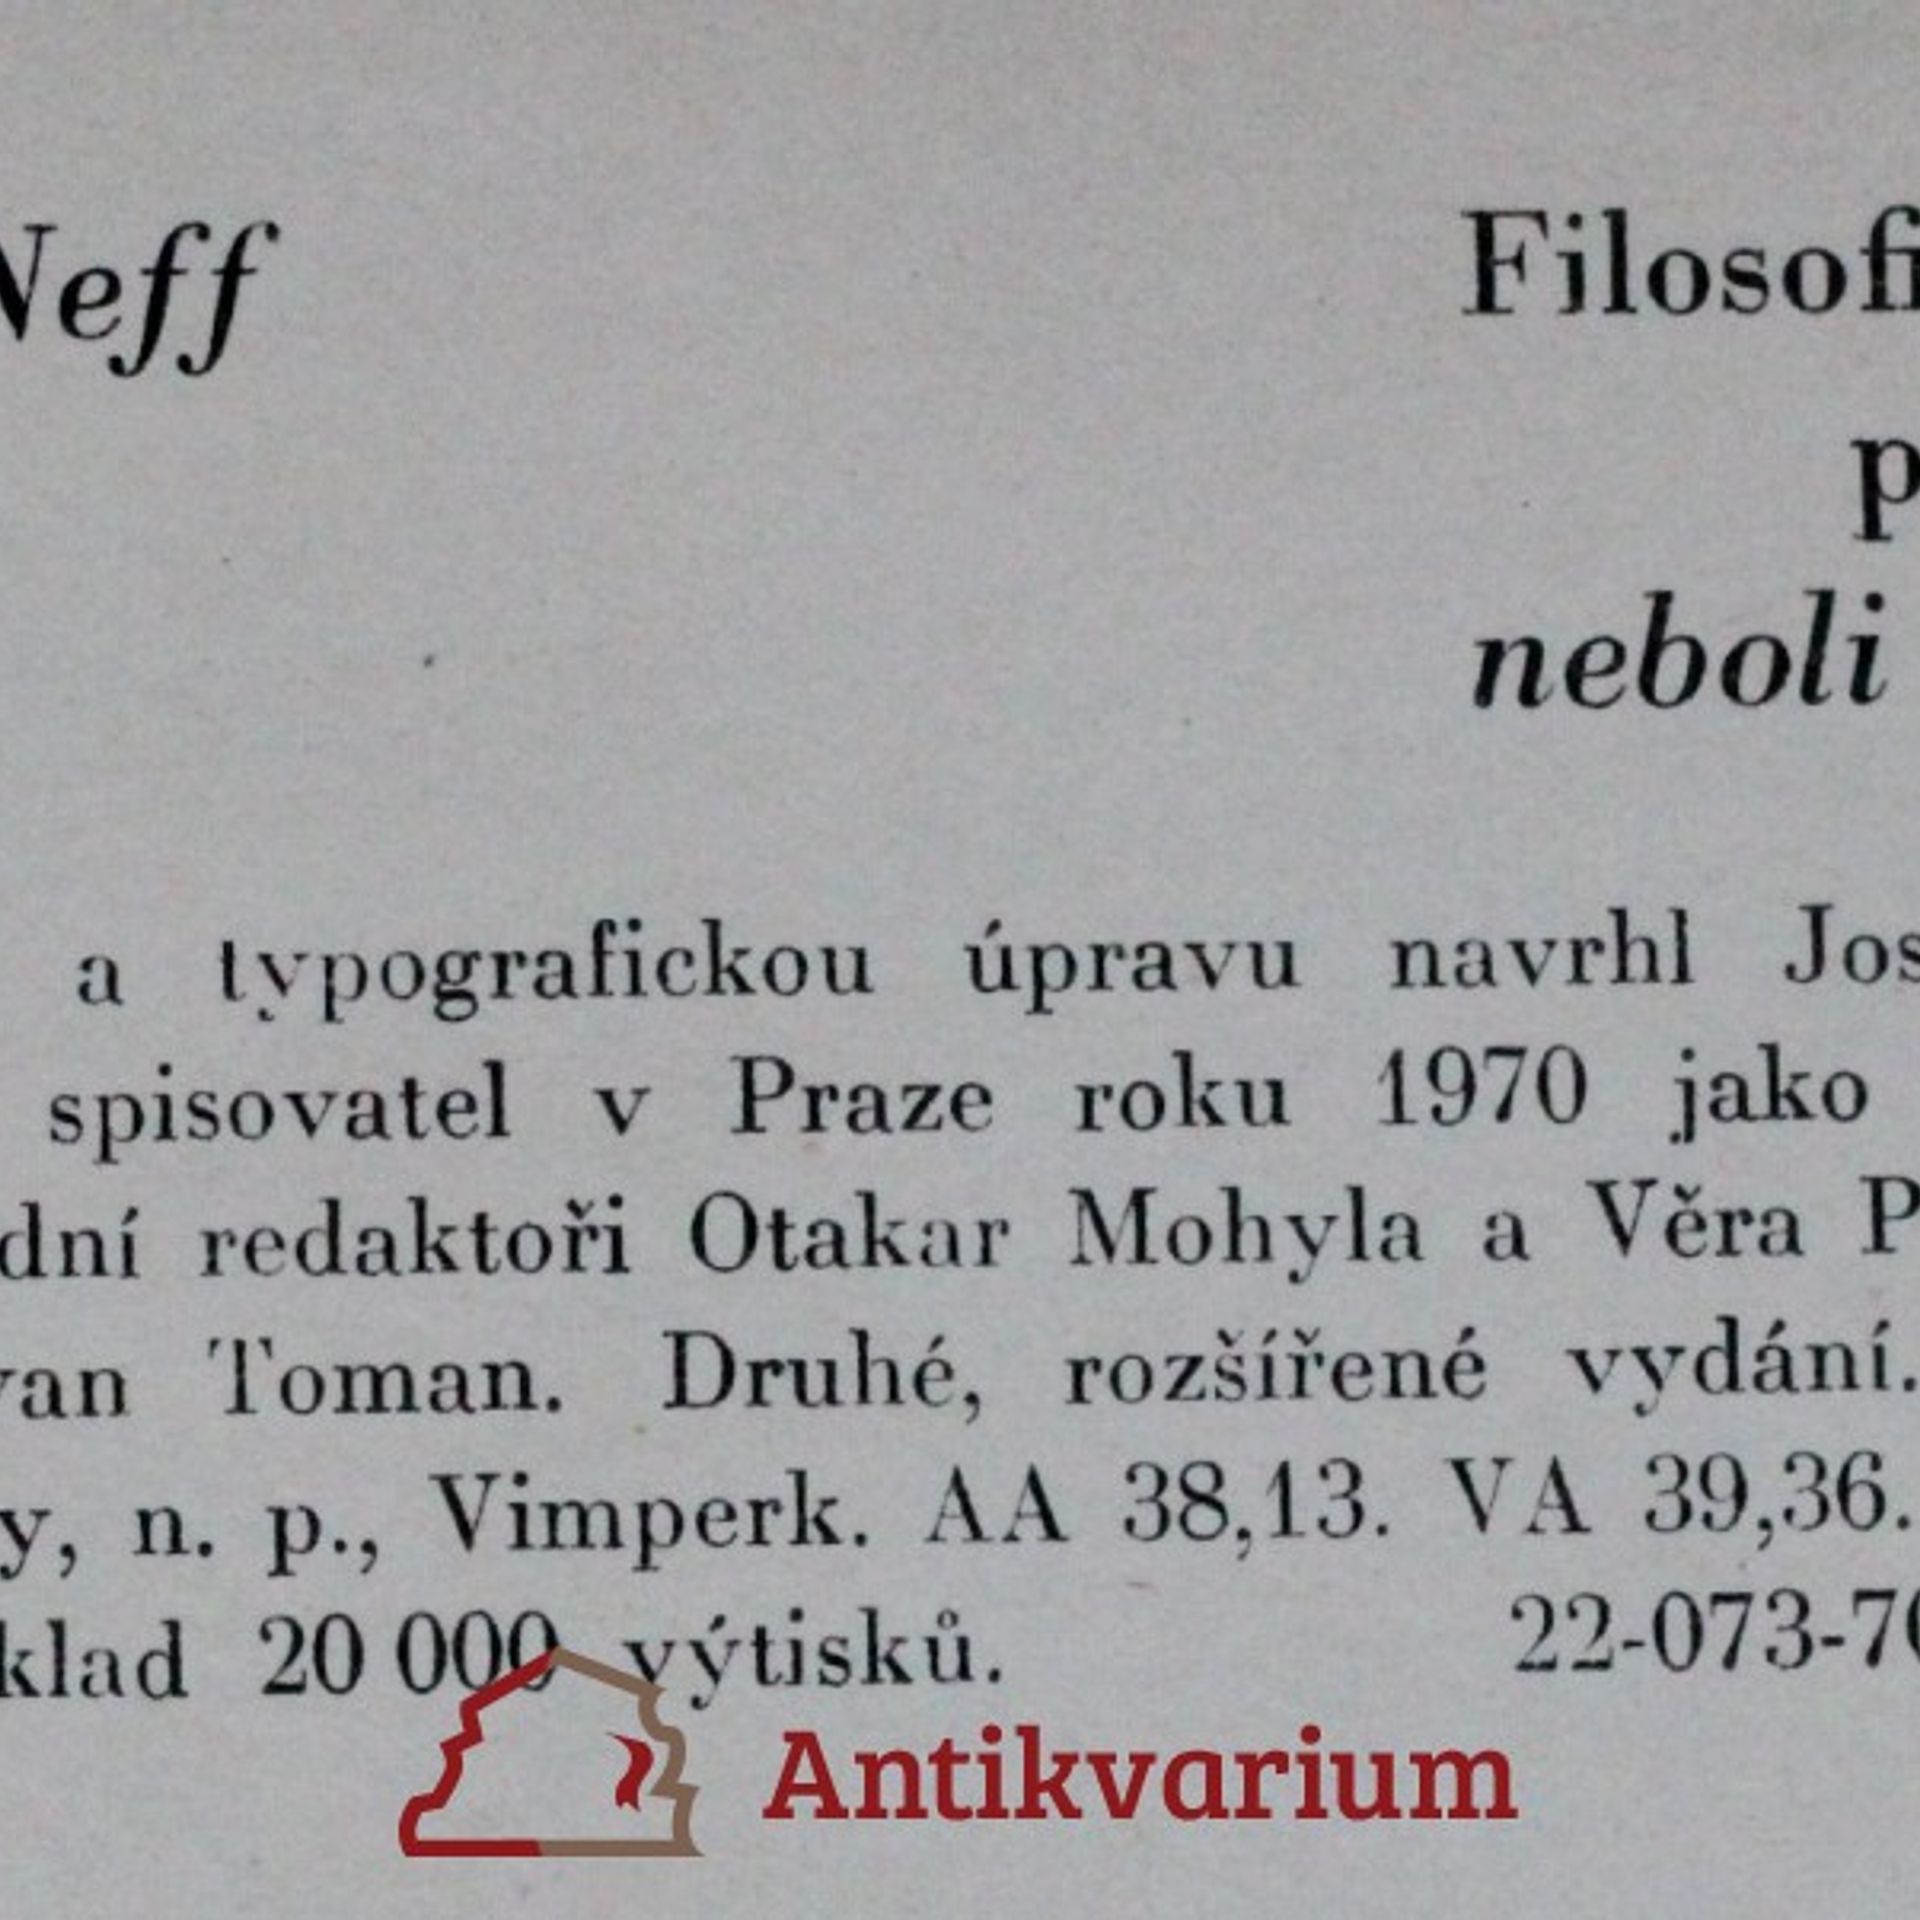 Neff
Filosofi
p
neboli
a typografickou úpravu navrhl Jos
spisovatel v Praze roku 1970 jako
dní redaktoři Otakar Mohyla a Věra P
van Toman. Druhé, rozšířené vydání.
y, n. p., Vimperk. AA 38,13. VA 39,36.
klad 20 000 výtisků. 22-073-70
Antikvarium